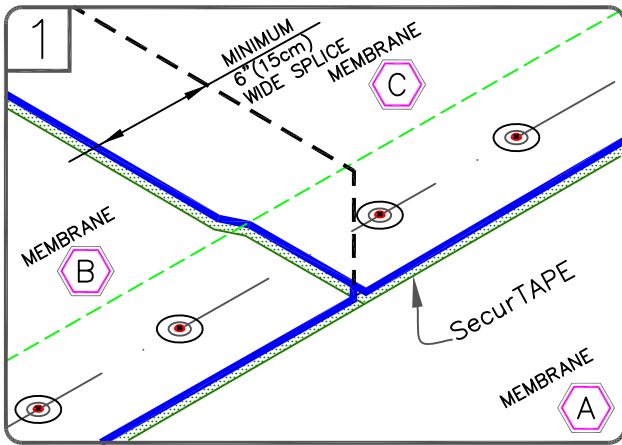 1
MINIMUM
6"(15cm)
WIDE SPLICE
MEMBRANE
C
MEMBRANE
B
SecurTAPE
MEMBRANE
A